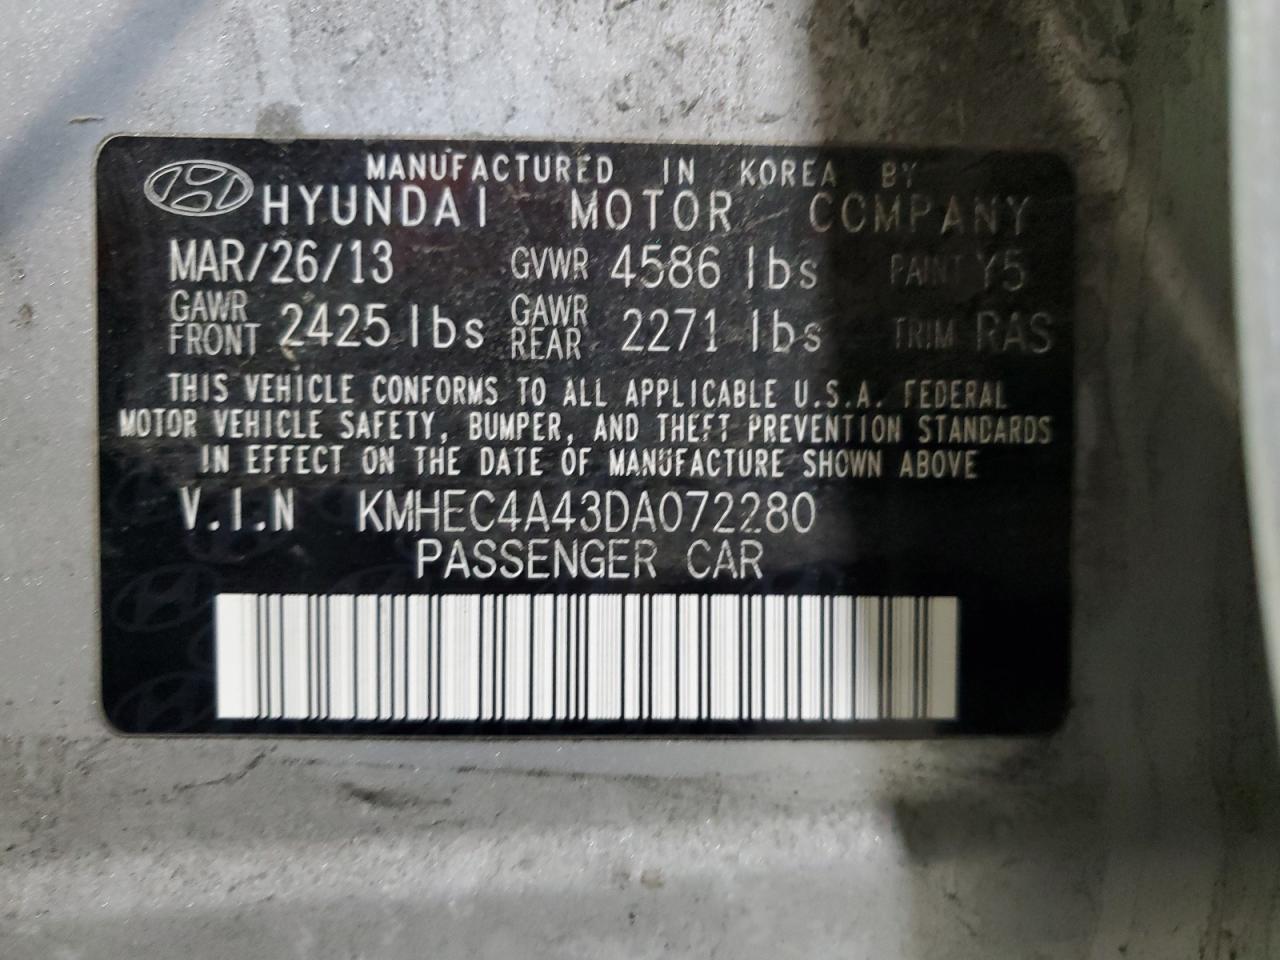 MANUFACTURED IN KOREA BY
HYUNDAI MOTOR COMPANY
MAR/26/13 GVWR 4586 lbs PAINT Y5
GAWR FRONT 2425 lbs GAWR REAR 2271 lbs TRIM RAS
THIS VEHICLE CONFORMS TO ALL APPLICABLE U.S.A. FEDERAL
MOTOR VEHICLE SAFETY, BUMPER, AND THEFT PREVENTION STANDARDS
IN EFFECT ON THE DATE OF MANUFACTURE SHOWN ABOVE
V.I.N KMHEC4A43DA072280
PASSENGER CAR